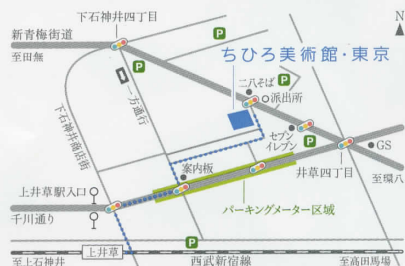 下石神井四丁目
N
新青梅街道
至田無
P
P
P
ちひろ美術館・東京
一方通行
下石神井商店街
二八そば
派出所
セブン
イレブン
P
GS
案内板
井草四丁目
至環八
上井草駅入口
千川通り
パーキングメーター区域
上井草
P
至上石神井
西武新宿線
至高田馬場